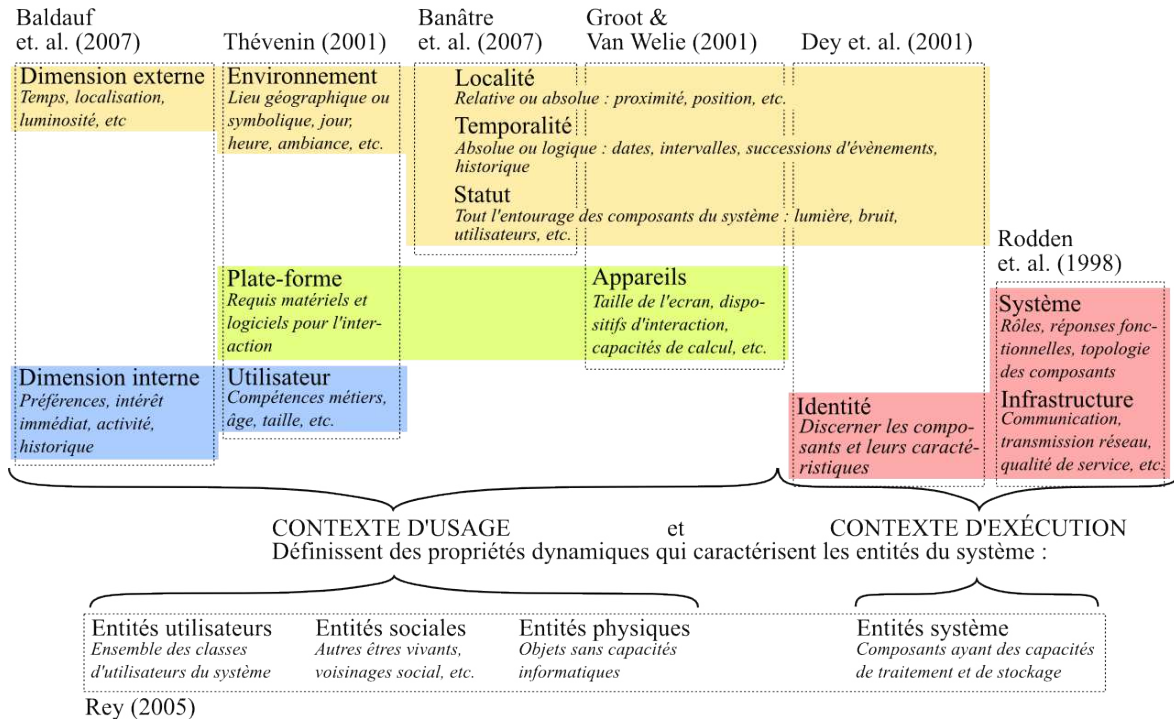 Baldauf
et. al. (2007)
Thévenin (2001)
Banâtre
et. al. (2007)
Groot &
Van Welie (2001)
Dey et. al. (2001)
Dimension externe
Temps, localisation,
luminosité, etc
Environnement
Lieu géographique ou
symbolique, jour,
heure, ambiance, etc.
Localité
Relative ou absolue : proximité, position, etc.
Temporalité
Absolue ou logique : dates, intervalles, successions d'évènements,
historique
Statut
Tout l'entourage des composants du système : lumière, bruit,
utilisateurs, etc.
Rodden
et. al. (1998)
Plate-forme
Requis matériels et
logiciels pour l'inter-
action
Appareils
Taille de l'ecran, dispo-
sitifs d'interaction,
capacités de calcul, etc.
Système
Rôles, réponses fonc-
tionnelles, topologie
des composants
Dimension interne
Préférences, intérêt
immédiat, activité,
historique
Utilisateur
Compétences métiers,
âge, taille, etc.
Identité
Discerner les compo-
sants et leurs caracté-
ristiques
Infrastructure
Communication,
transmission réseau,
qualité de service, etc.
CONTEXTE D'USAGE et CONTEXTE D'EXÉCUTION
Définissent des propriétés dynamiques qui caractérisent les entités du système :
Entités utilisateurs
Ensemble des classes
d'utilisateurs du système
Entités sociales
Autres êtres vivants,
voisinages social, etc.
Entités physiques
Objets sans capacités
informatiques
Entités système
Composants ayant des capacités
de traitement et de stockage
Rey (2005)